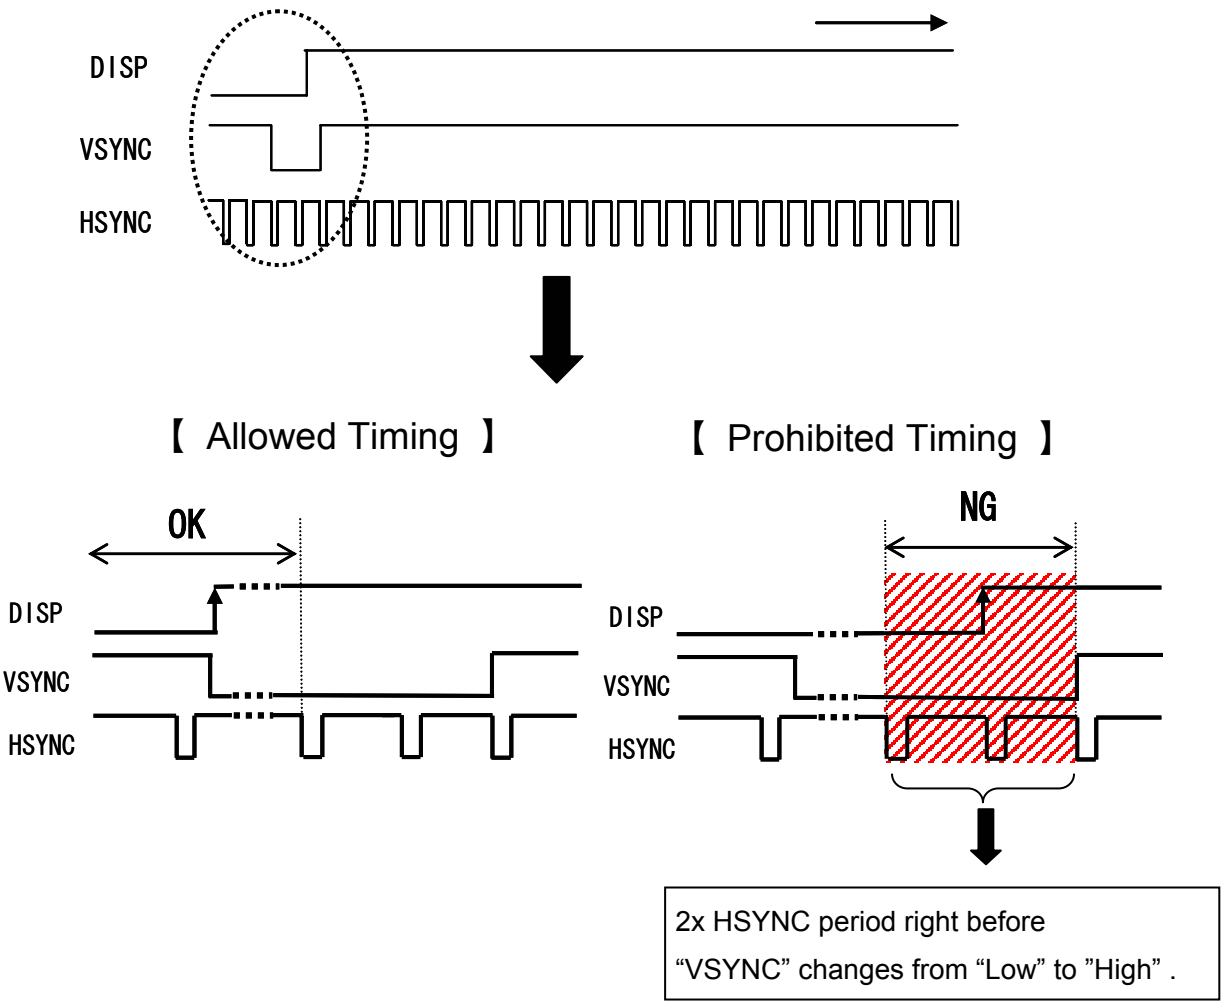 DISP
VSYNC
HSYNC
【 Allowed Timing 】
【 Prohibited Timing 】
OK
NG
DISP
VSYNC
HSYNC
DISP
VSYNC
HSYNC
2x HSYNC period right before
“VSYNC” changes from “Low” to ”High” .